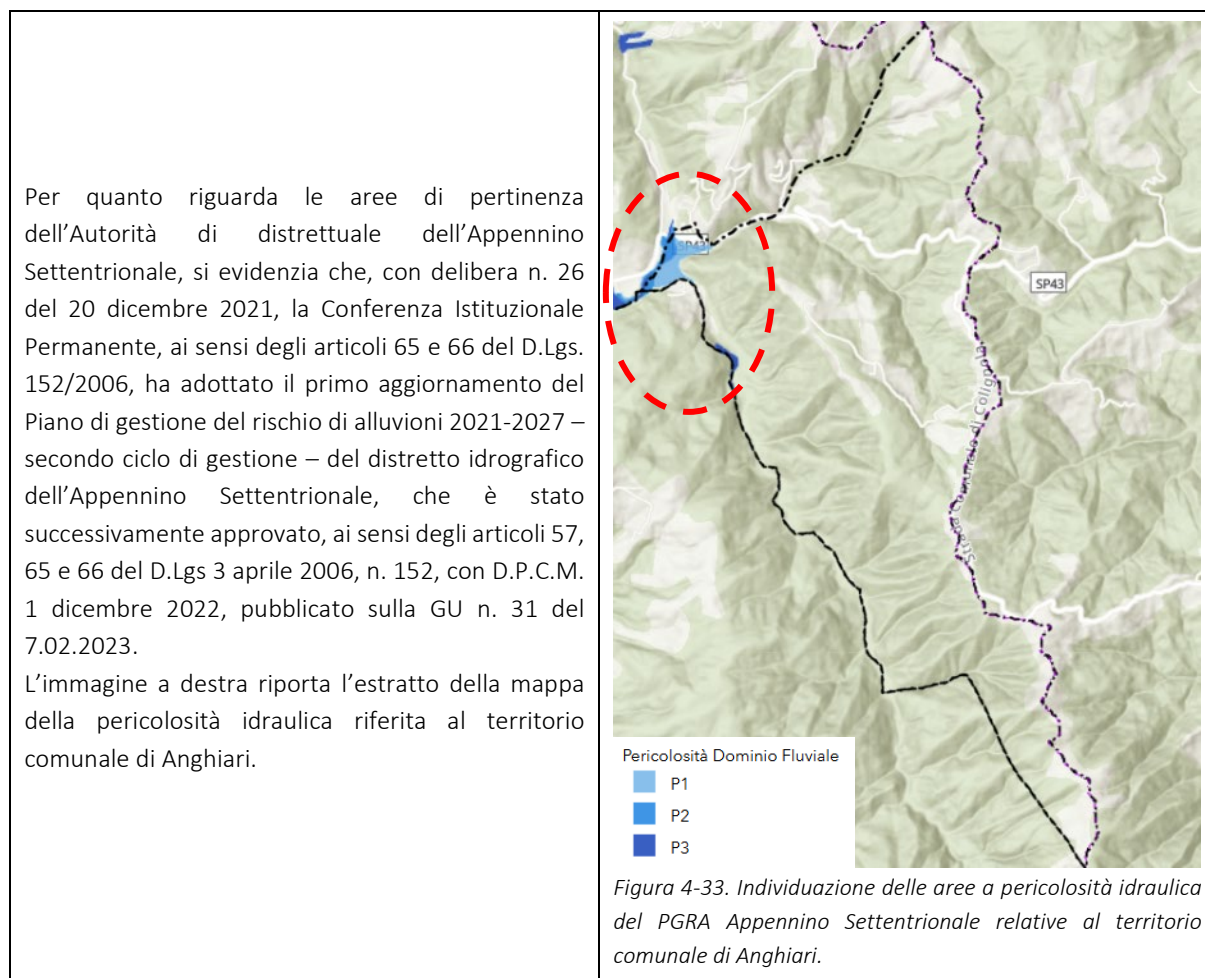 Per quanto riguarda le aree di pertinenza
dell’Autorità di distrettuale dell’Appennino
Settentrionale, si evidenzia che, con delibera n. 26
del 20 dicembre 2021, la Conferenza Istituzionale
Permanente, ai sensi degli articoli 65 e 66 del D.Lgs.
152/2006, ha adottato il primo aggiornamento del
Piano di gestione del rischio di alluvioni 2021-2027 –
secondo ciclo di gestione – del distretto idrografico
dell’Appennino Settentrionale, che è stato
successivamente approvato, ai sensi degli articoli 57,
65 e 66 del D.Lgs 3 aprile 2006, n. 152, con D.P.C.M.
1 dicembre 2022, pubblicato sulla GU n. 31 del
7.02.2023.
L’immagine a destra riporta l’estratto della mappa
della pericolosità idraulica riferita al territorio
comunale di Anghiari.
SP43
SP43
Strada Comunale di Colignola
Pericolosità Dominio Fluviale
P1
P2
P3
Figura 4-33. Individuazione delle aree a pericolosità idraulica
del PGRA Appennino Settentrionale relative al territorio
comunale di Anghiari.